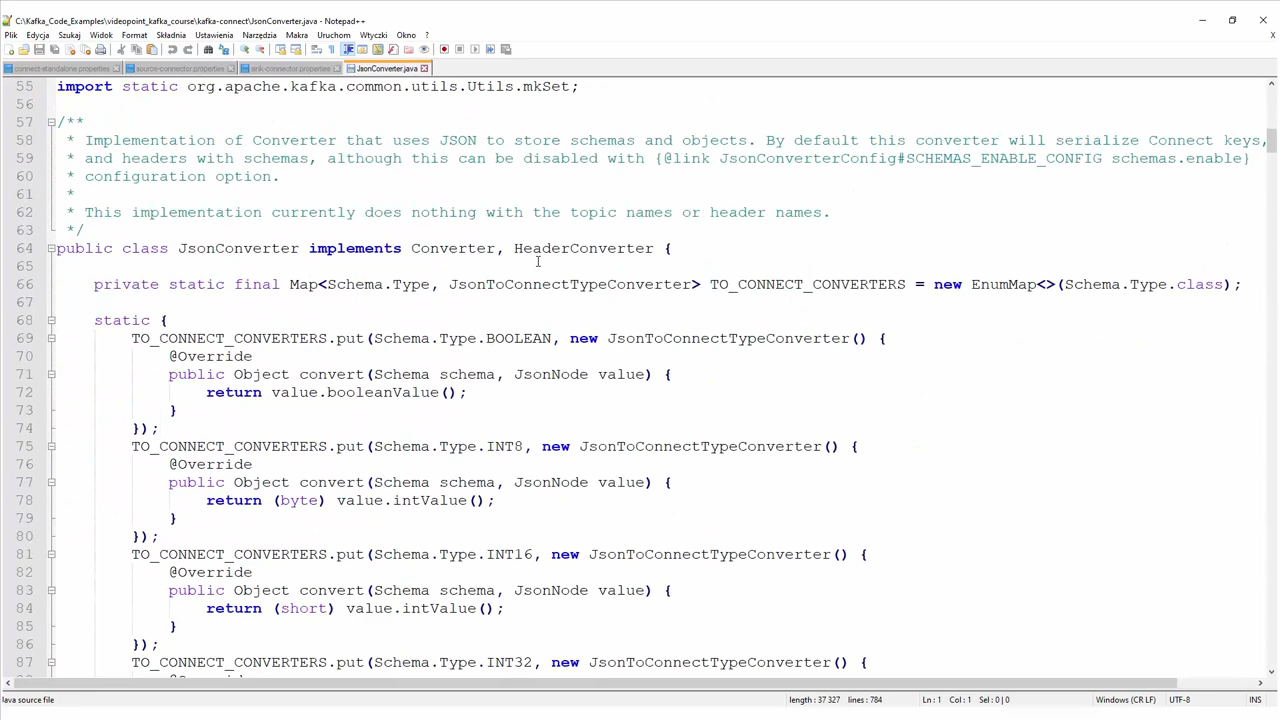 C:\Kafka_Code_Examples\videopoint_kafka_course\kafka-connect\JsonConverter.java - Notepad++
Plik Edycja Szukaj Widok Format Składnia Ustawienia Narzędzia Makra Uruchom Wtyczki Okno ?
X
connect-standalone.properties source-connector.properties sink-connector.properties JsonConverter.java
55 import static org.apache.kafka.common.utils.Utils.mkSet;
56
57 /**
58 * Implementation of Converter that uses JSON to store schemas and objects. By default this converter will serialize Connect keys,
59 * and headers with schemas, although this can be disabled with {@link JsonConverterConfig#SCHEMAS_ENABLE_CONFIG schemas.enable}
60 * configuration option.
61 *
62 * This implementation currently does nothing with the topic names or header names.
63 */
64 public class JsonConverter implements Converter, HeaderConverter {
65
66 private static final Map<Schema.Type, JsonToConnectTypeConverter> TO_CONNECT_CONVERTERS = new EnumMap<>(Schema.Type.class);
67
68 static {
69 TO_CONNECT_CONVERTERS.put(Schema.Type.BOOLEAN, new JsonToConnectTypeConverter() {
70 @Override
71 public Object convert(Schema schema, JsonNode value) {
72 return value.booleanValue();
73 }
74 });
75 TO_CONNECT_CONVERTERS.put(Schema.Type.INT8, new JsonToConnectTypeConverter() {
76 @Override
77 public Object convert(Schema schema, JsonNode value) {
78 return (byte) value.intValue();
79 }
80 });
81 TO_CONNECT_CONVERTERS.put(Schema.Type.INT16, new JsonToConnectTypeConverter() {
82 @Override
83 public Object convert(Schema schema, JsonNode value) {
84 return (short) value.intValue();
85 }
86 });
87 TO_CONNECT_CONVERTERS.put(Schema.Type.INT32, new JsonToConnectTypeConverter() {
Java source file length : 37 327 lines : 784 Ln : 1 Col : 1 Sel : 0 | 0 Windows (CR LF) UTF-8 INS